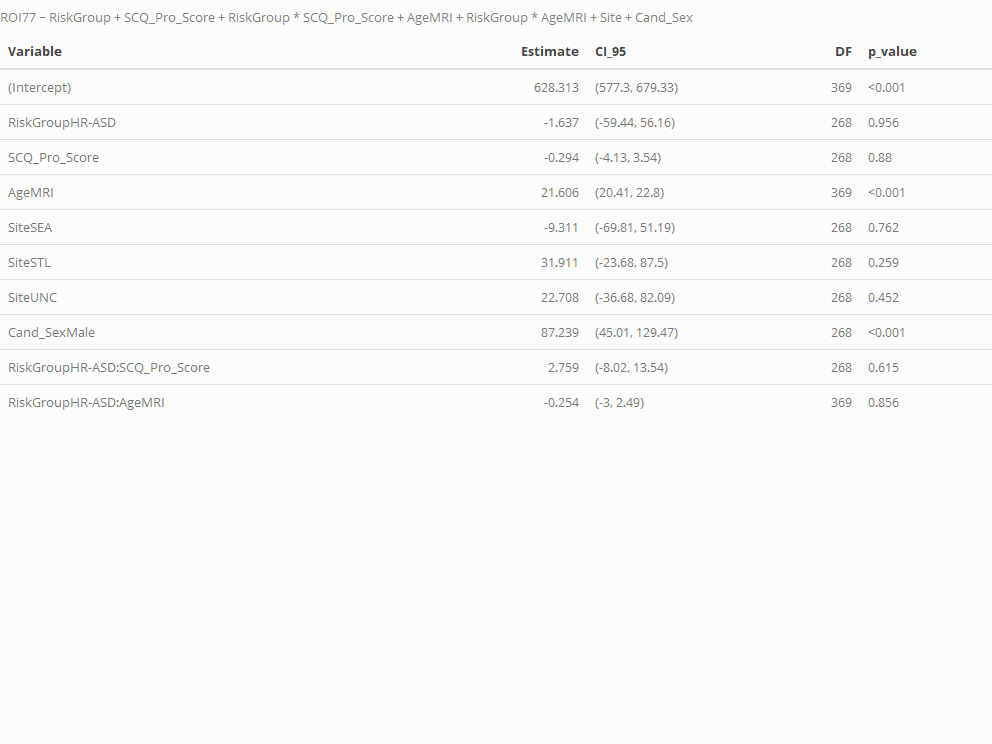 ROI77 ~ RiskGroup + SCQ_Pro_Score + RiskGroup * SCQ_Pro_Score + AgeMRI + RiskGroup * AgeMRI + Site + Cand_Sex
Variable Estimate CI_95 DF p_value
(Intercept) 628.313 (577.3, 679.33) 369 <0.001
RiskGroupHR-ASD -1.637 (-59.44, 56.16) 268 0.956
SCQ_Pro_Score -0.294 (-4.13, 3.54) 268 0.88
AgeMRI 21.606 (20.41, 22.8) 369 <0.001
SiteSEA -9.311 (-69.81, 51.19) 268 0.762
SiteSTL 31.911 (-23.68, 87.5) 268 0.259
SiteUNC 22.708 (-36.68, 82.09) 268 0.452
Cand_SexMale 87.239 (45.01, 129.47) 268 <0.001
RiskGroupHR-ASD:SCQ_Pro_Score 2.759 (-8.02, 13.54) 268 0.615
RiskGroupHR-ASD:AgeMRI -0.254 (-3, 2.49) 369 0.856